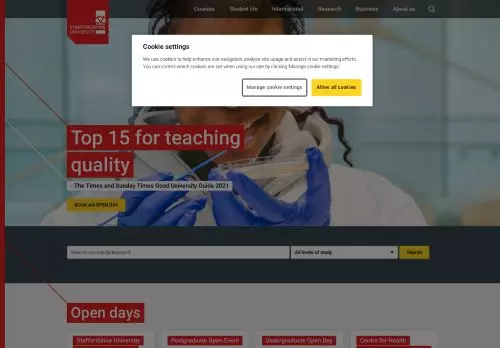 Courses Student life International Research Business About us
STAFFORDSHIRE
UNIVERSITY
Cookie settings
We use cookies to help enhance site navigation, analyse site usage and assist in our marketing efforts.
You can control which cookies are set when using our site by clicking 'Manage cookie settings'
Manage cookie settings
Allow all cookies
Top 15 for teaching
quality
- The Times and Sunday Times Good University Guide 2021
BOOK AN OPEN DAY
Search courses by keyword
All levels of study
Search
Open days
Staffordshire University
Postgraduate Open Event
Undergraduate Open Day
Centre for Health